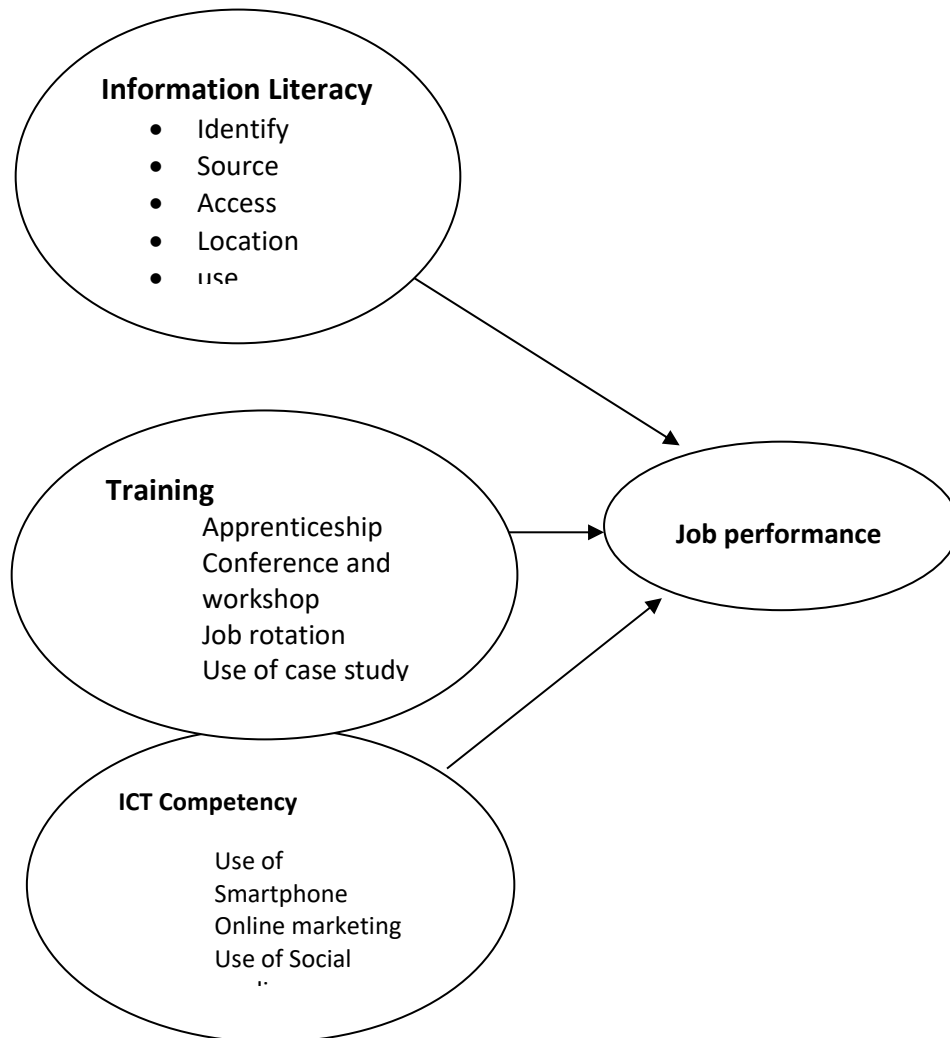 Information Literacy
• Identify
• Source
• Access
• Location
• use
Training
Apprenticeship
Conference and
workshop
Job rotation
Use of case study
Job performance
ICT Competency
Use of
Smartphone
Online marketing
Use of Social